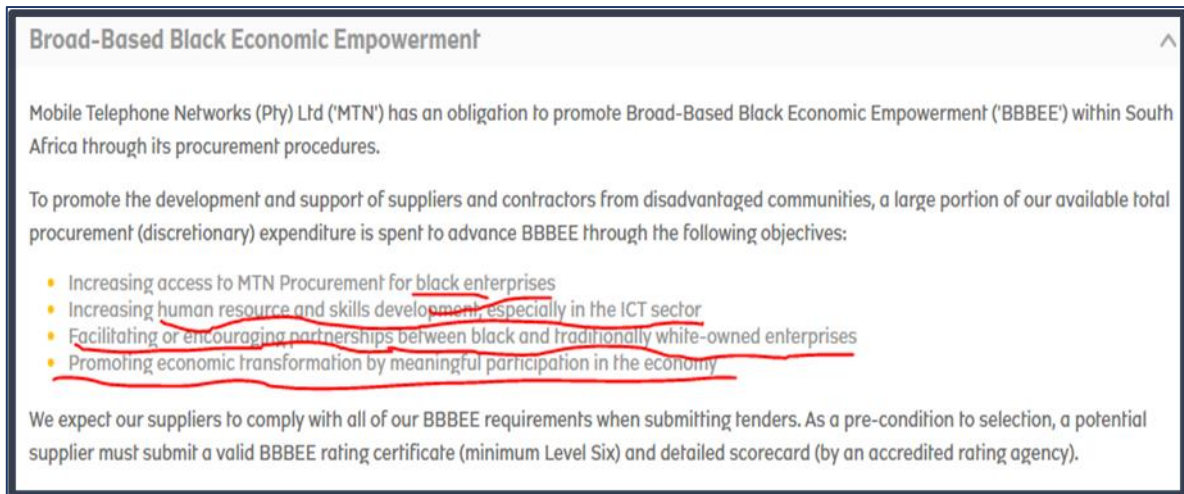 Broad-Based Black Economic Empowerment
Mobile Telephone Networks (Pty) Ltd ('MTN') has an obligation to promote Broad-Based Black Economic Empowerment ('BBBEE') within South
Africa through its procurement procedures.
To promote the development and support of suppliers and contractors from disadvantaged communities, a large portion of our available total
procurement (discretionary) expenditure is spent to advance BBBEE through the following objectives:
• Increasing access to MTN Procurement for black enterprises
• Increasing human resource and skills development, especially in the ICT sector
• Facilitating or encouraging partnerships between black and traditionally white-owned enterprises
• Promoting economic transformation by meaningful participation in the economy
We expect our suppliers to comply with all of our BBBEE requirements when submitting tenders. As a pre-condition to selection, a potential
supplier must submit a valid BBBEE rating certificate (minimum Level Six) and detailed scorecard (by an accredited rating agency).